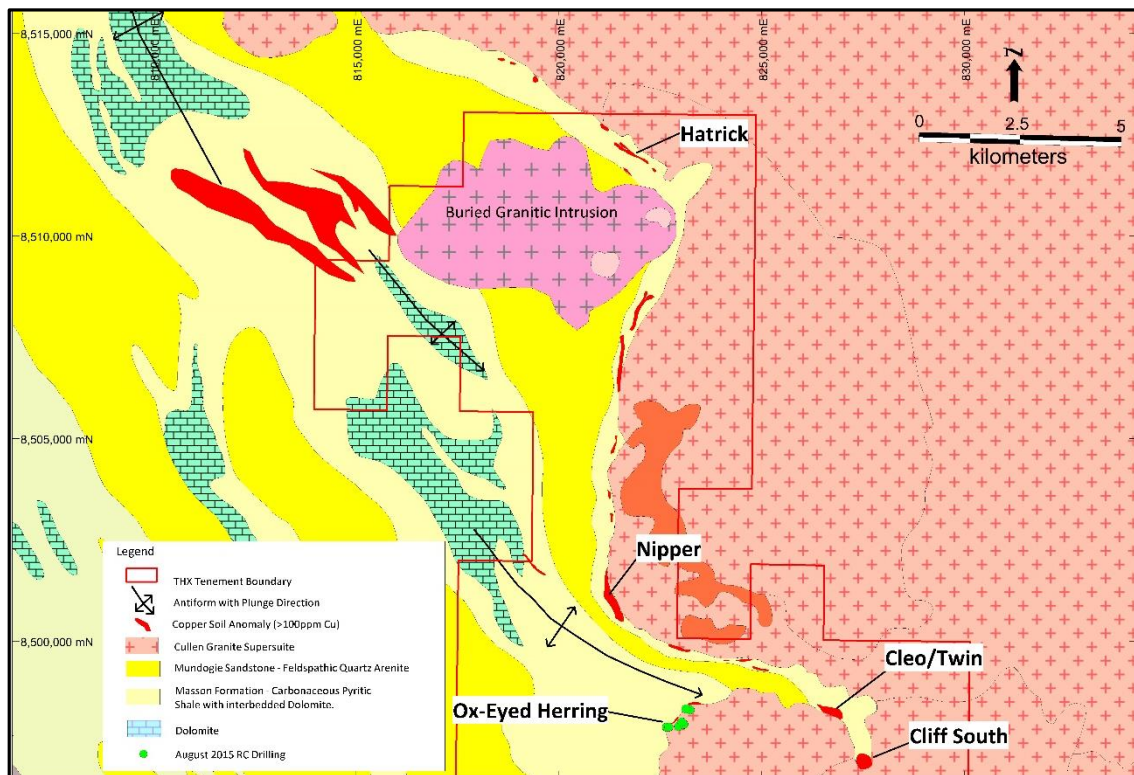 8,515,000 mN
810,000 mE
815,000 mE
820,000 mE
825,000 mE
830,000 mE
N
0 2.5 5
kilometers
Hatrick
Buried Granitic Intrusion
8,510,000 mN
8,505,000 mN
Nipper
8,500,000 mN
Cleo/Twin
Ox-Eyed Herring
Cliff South
Legend
THX Tenement Boundary
Antiform with Plunge Direction
Copper Soil Anomaly (>100ppm Cu)
Cullen Granite Supersuite
Mundogie Sandstone - Feldspathic Quartz Arenite
Masson Formation - Carbonaceous Pyritic
Shale with interbedded Dolomite.
Dolomite
August 2015 RC Drilling